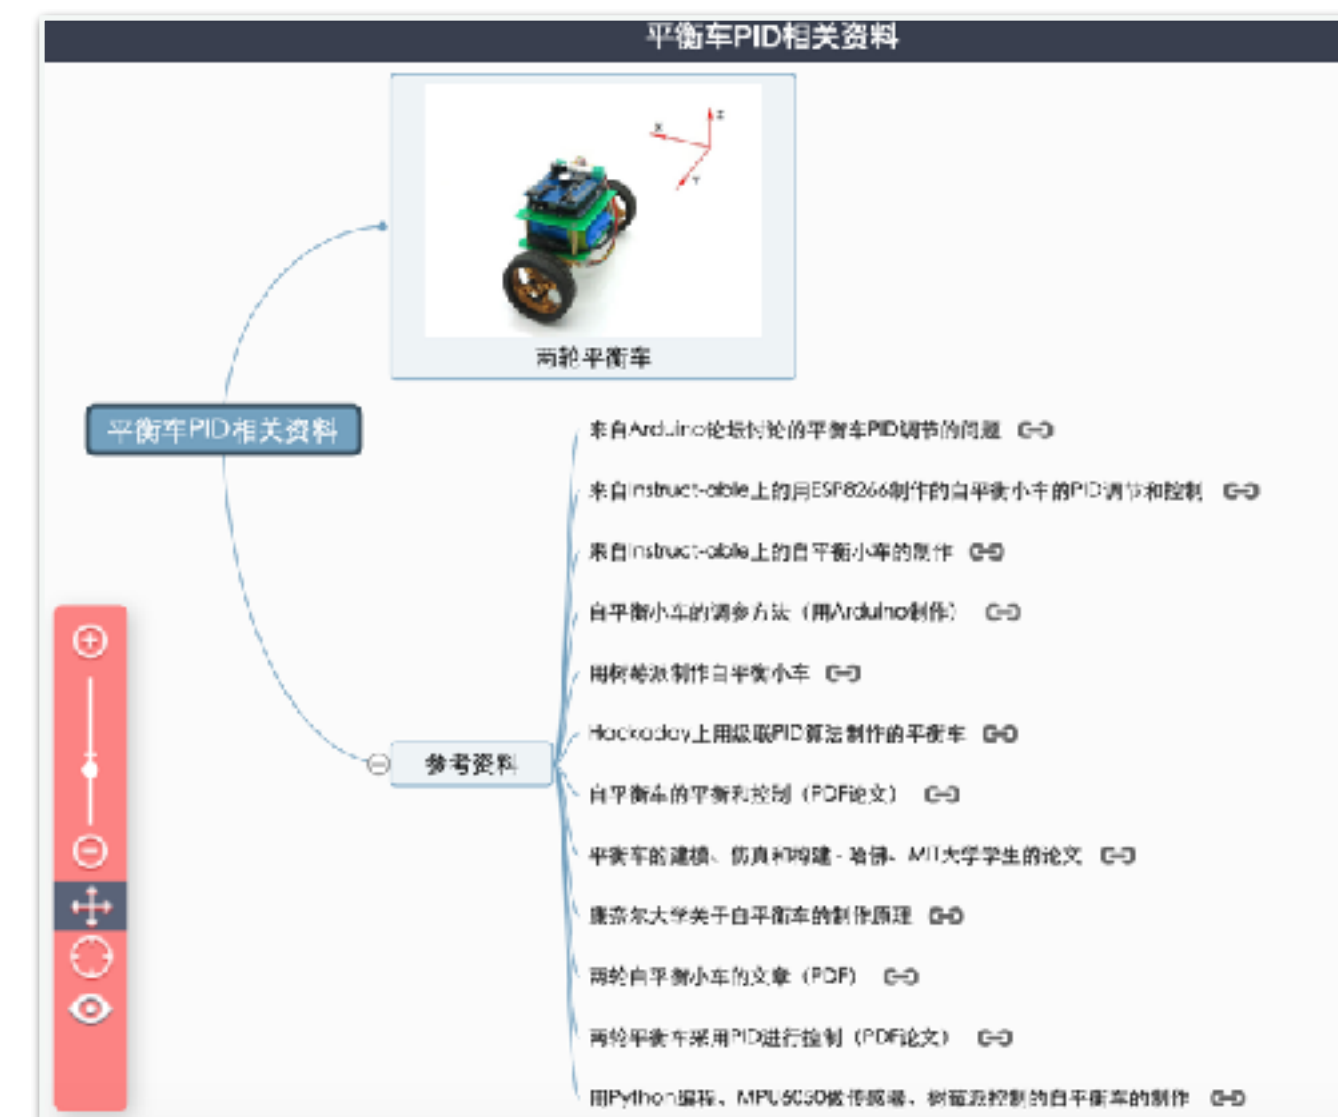 平衡车PID相关资料
X
Z
Y
两轮平衡车
平衡车PID相关资料
来自Arduino论坛讨论的平衡车PID调节的问题
来自Instruct-able上的用ESP8266制作的自平衡小车的PID调节和控制
来自Instruct-able上的自平衡小车的制作
自平衡小车的调参方法（用Arduino制作）
用树莓派制作自平衡小车
Hackaday上用级联PID算法制作的平衡车
参考资料
自平衡车的平衡和控制（PDF论文）
平衡车的建模、仿真和构建 - 哈佛、MIT大学学生的论文
康奈尔大学关于自平衡车的制作原理
两轮自平衡小车的文章（PDF）
两轮平衡车采用PID进行控制（PDF论文）
用Python编程、MPU6050做传感器、树莓派控制的自平衡车的制作